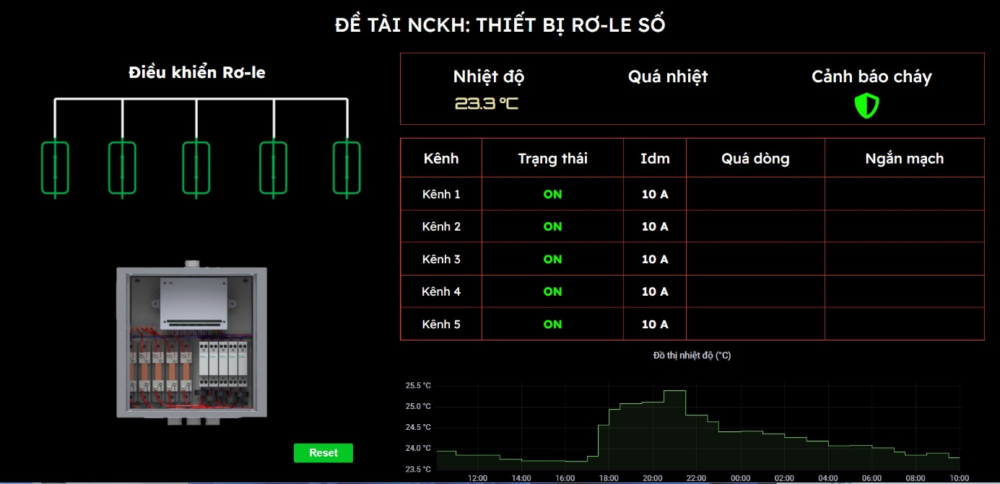 ĐỀ TÀI NCKH: THIẾT BỊ RƠ-LE SỐ
Điều khiển Rơ-le
Nhiệt độ Quá nhiệt Cảnh báo cháy
23.3 °C
Kênh Trạng thái Idm Quá dòng Ngắn mạch
Kênh 1 ON 10 A
Kênh 2 ON 10 A
Kênh 3 ON 10 A
Kênh 4 ON 10 A
Kênh 5 ON 10 A
Đồ thị nhiệt độ (°C)
25.5 °C
25.0 °C
24.5 °C
24.0 °C
23.5 °C
12:00 14:00 16:00 18:00 20:00 22:00 00:00 02:00 04:00 06:00 08:00 10:00
Reset